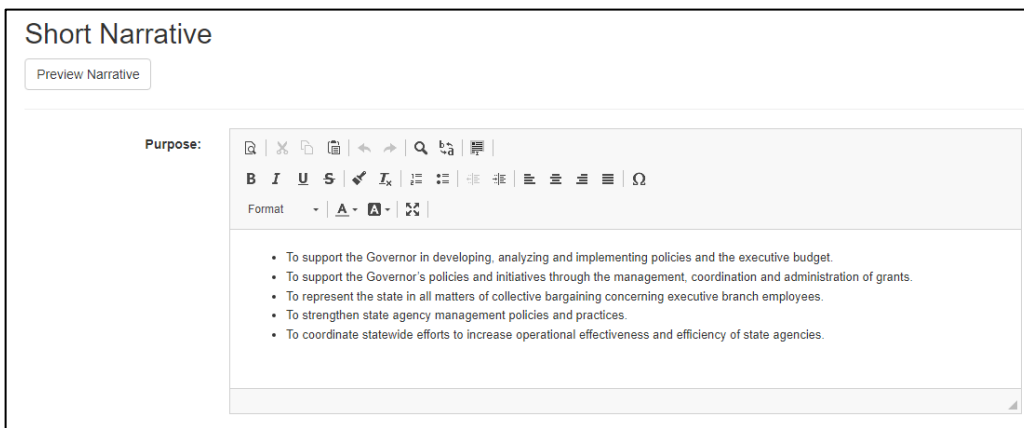 Short Narrative
Preview Narrative
Purpose:
B I U S Ix Ω
Format A A
• To support the Governor in developing, analyzing and implementing policies and the executive budget.
• To support the Governor's policies and initiatives through the management, coordination and administration of grants.
• To represent the state in all matters of collective bargaining concerning executive branch employees.
• To strengthen state agency management policies and practices.
• To coordinate statewide efforts to increase operational effectiveness and efficiency of state agencies.